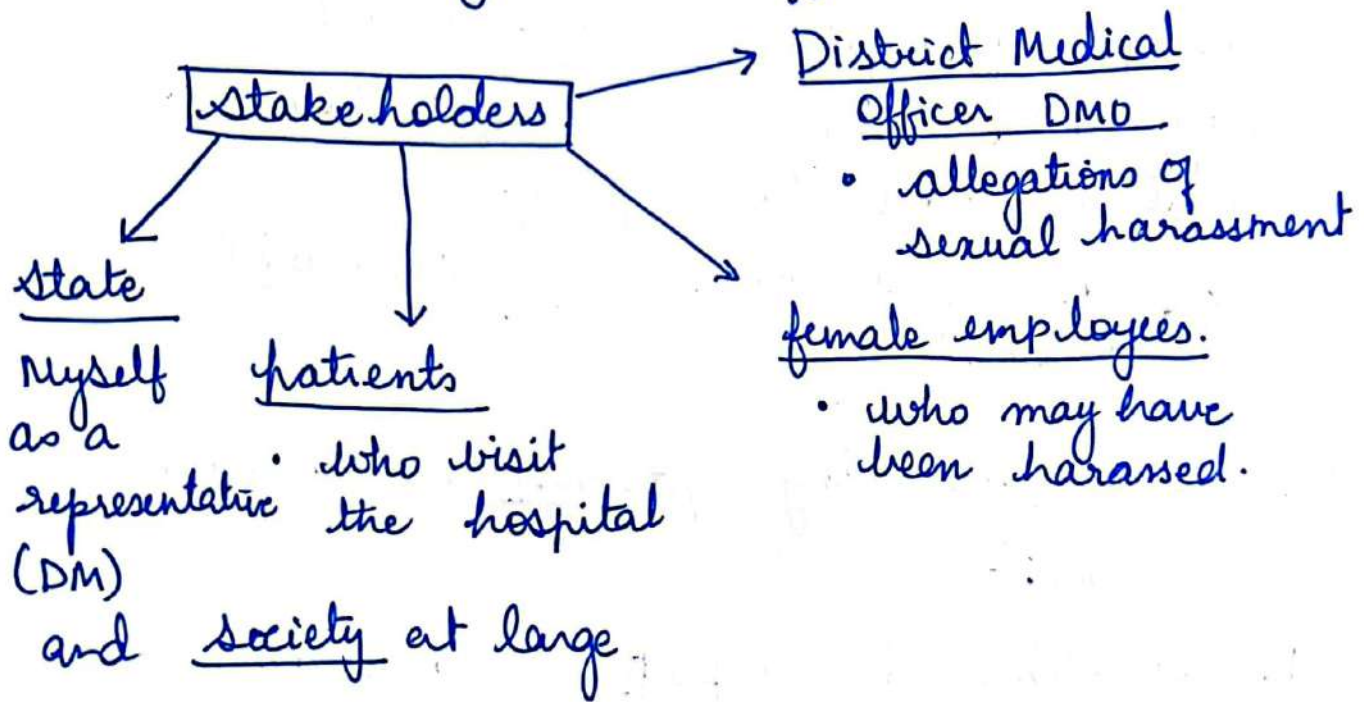 stakeholders
District Medical
Officer DMO
• allegations of
sexual harassment
female employees.
• who may have
been harassed.
state
Myself
as a
representative
(DM)
patients
• who visit
the hospital
and society at large